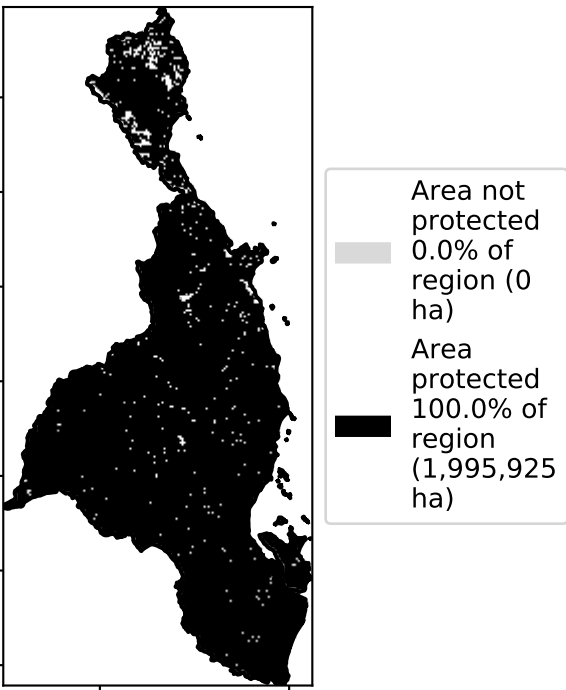 Area not
protected
0.0% of
region (0
ha)
Area
protected
100.0% of
region
(1,995,925
ha)